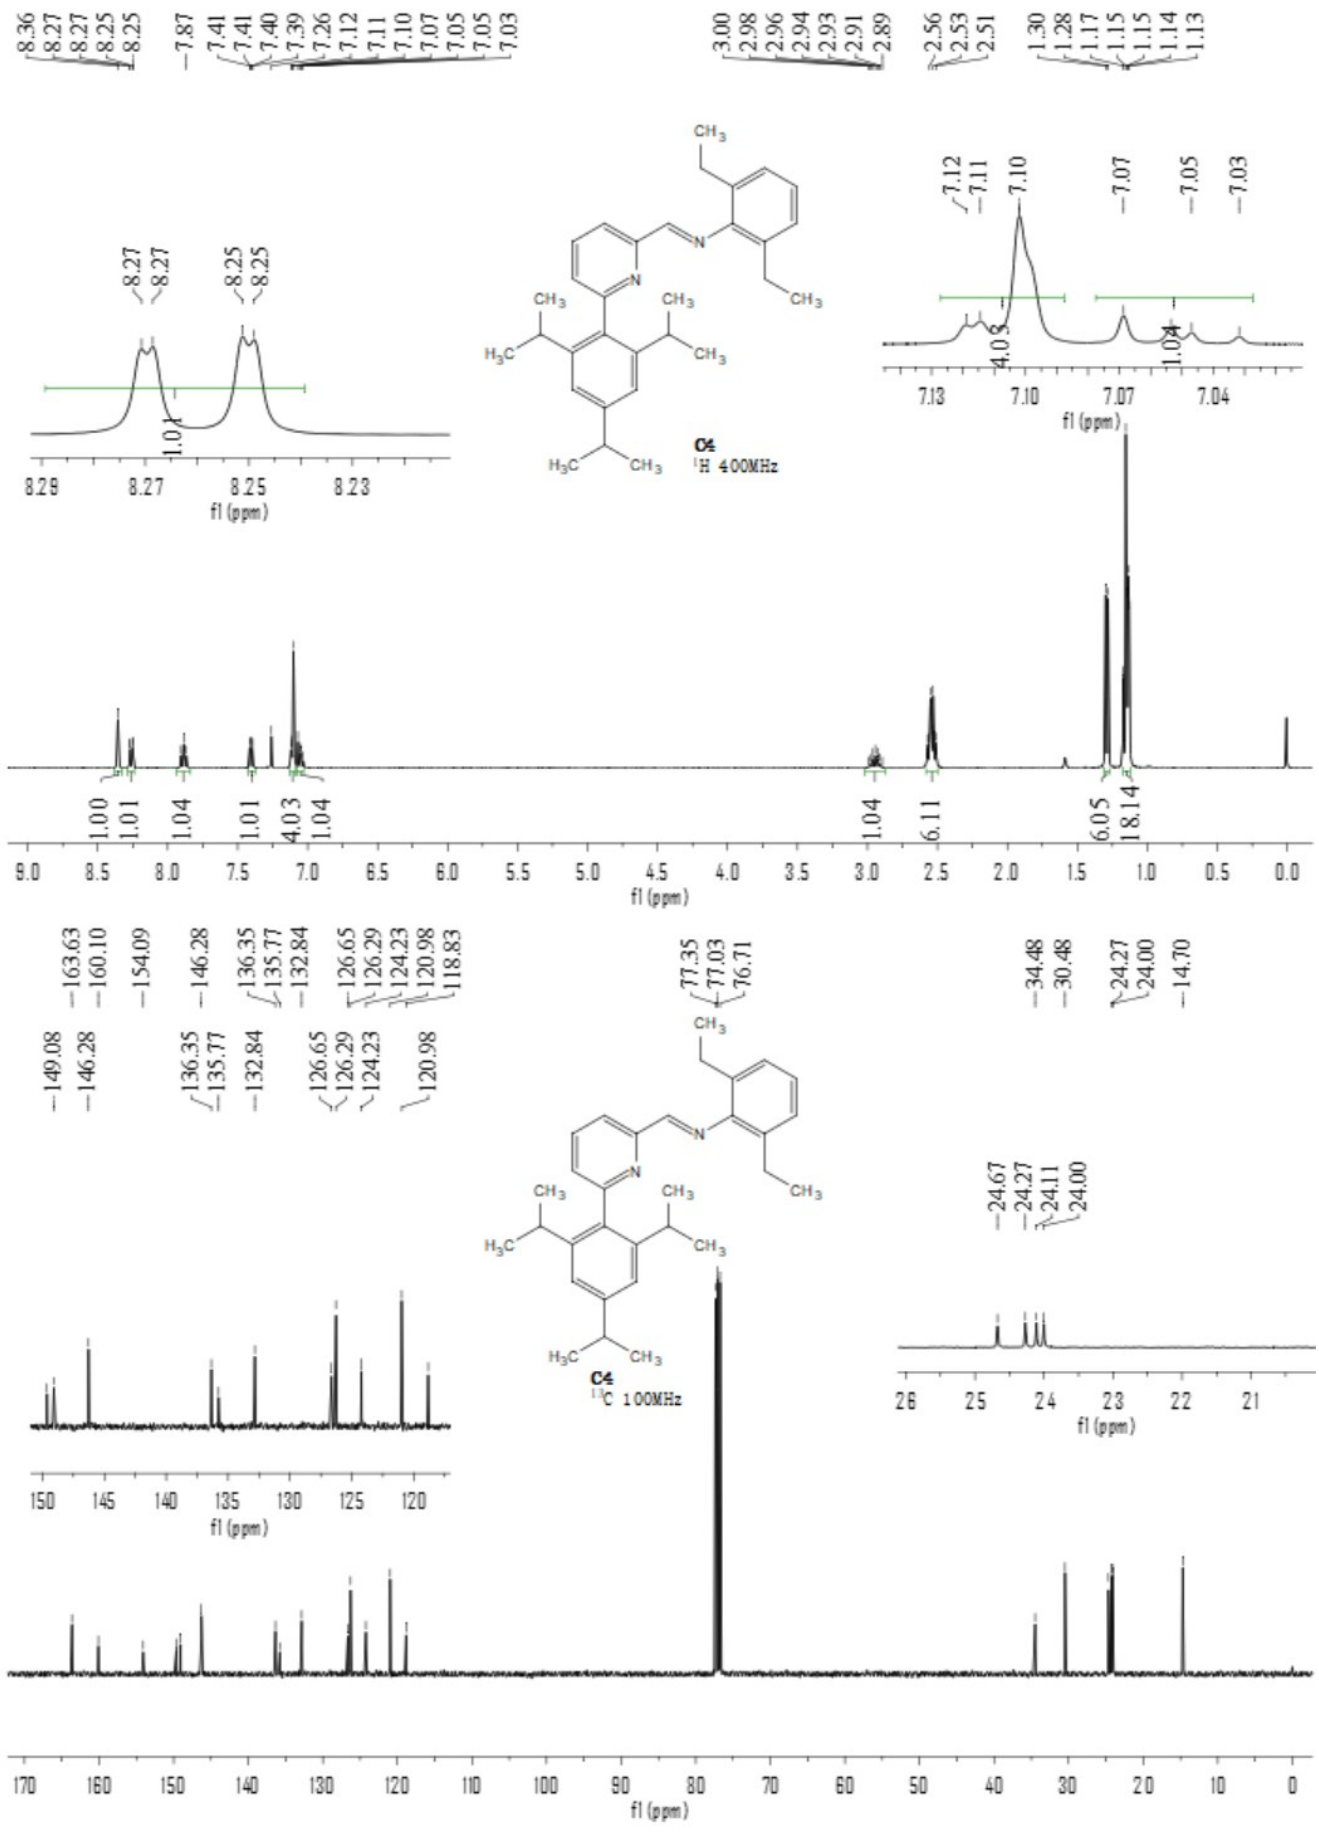 8.36 8.27 8.27 8.25 8.25 7.87 7.41 7.41 7.40 7.39 7.26 7.12 7.11 7.10 7.07 7.05 7.05 7.03 3.00 2.98 2.96 2.94 2.93 2.91 2.89 2.56 2.53 2.51 1.30 1.28 1.17 1.15 1.15 1.14 1.13
8.27 8.27 8.25 8.25
1.01
8.29 8.27 8.25 8.23
f1 (ppm)
CH3
N
N
CH3 CH3 CH3
H3C CH3
H3C CH3
C4
1H 400MHz
7.12 7.11 7.10 7.07 7.05 7.03
4.03 1.04
7.13 7.10 7.07 7.04
f1 (ppm)
1.00 1.01 1.04 1.01 4.03 1.04 1.04 6.11 6.05 18.14
9.0 8.5 8.0 7.5 7.0 6.5 6.0 5.5 5.0 4.5 4.0 3.5 3.0 2.5 2.0 1.5 1.0 0.5 0.0
f1 (ppm)
163.63 160.10 154.09 146.28 136.35 135.77 132.84 126.65 126.29 124.23 120.98 118.83 77.35 77.03 76.71 34.48 30.48 24.27 24.00 14.70
149.08 146.28 136.35 135.77 132.84 126.65 126.29 124.23 120.98
150 145 140 135 130 125 120
f1 (ppm)
CH3
N
N
CH3 CH3 CH3
H3C CH3
H3C CH3
C4
13C 100MHz
24.67 24.27 24.11 24.00
26 25 24 23 22 21
f1 (ppm)
170 160 150 140 130 120 110 100 90 80 70 60 50 40 30 20 10 0
f1 (ppm)